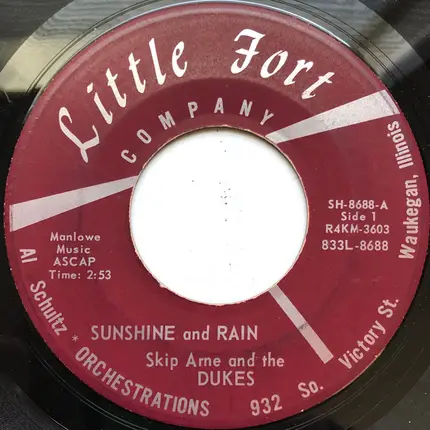 Little Fort
COMPANY
Manlowe
Music
ASCAP
Time: 2:53
SH-8688-A
Side 1
R4KM-3603
833L-8688
SUNSHINE and RAIN
Skip Arne and the
DUKES
Al Schultz * ORCHESTRATIONS 932 So. Victory St. Waukegan, Illinois